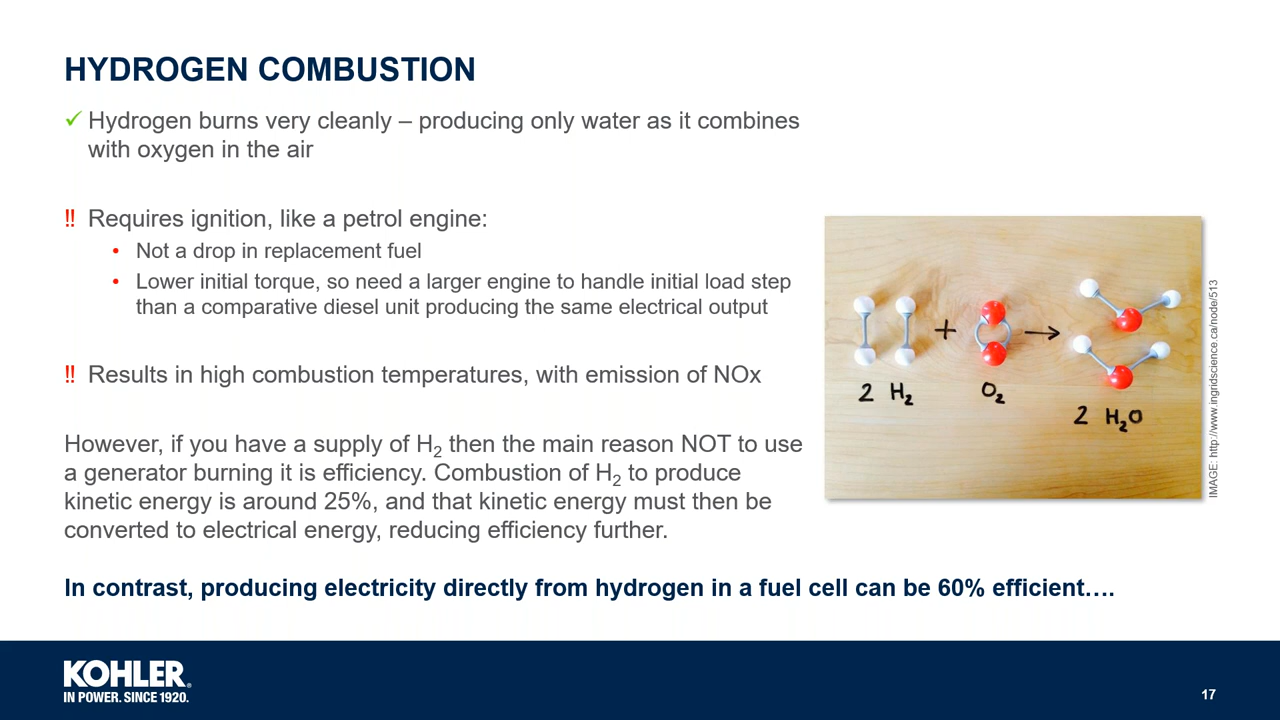 HYDROGEN COMBUSTION
✓ Hydrogen burns very cleanly – producing only water as it combines
with oxygen in the air
!! Requires ignition, like a petrol engine:
• Not a drop in replacement fuel
• Lower initial torque, so need a larger engine to handle initial load step
than a comparative diesel unit producing the same electrical output
!! Results in high combustion temperatures, with emission of NOx
However, if you have a supply of H₂ then the main reason NOT to use
a generator burning it is efficiency. Combustion of H₂ to produce
kinetic energy is around 25%, and that kinetic energy must then be
converted to electrical energy, reducing efficiency further.
In contrast, producing electricity directly from hydrogen in a fuel cell can be 60% efficient….
+ →
2 H₂ O₂ 2 H₂O
IMAGE: http://www.ingridscience.ca/node/513
KOHLER®
IN POWER. SINCE 1920.
17